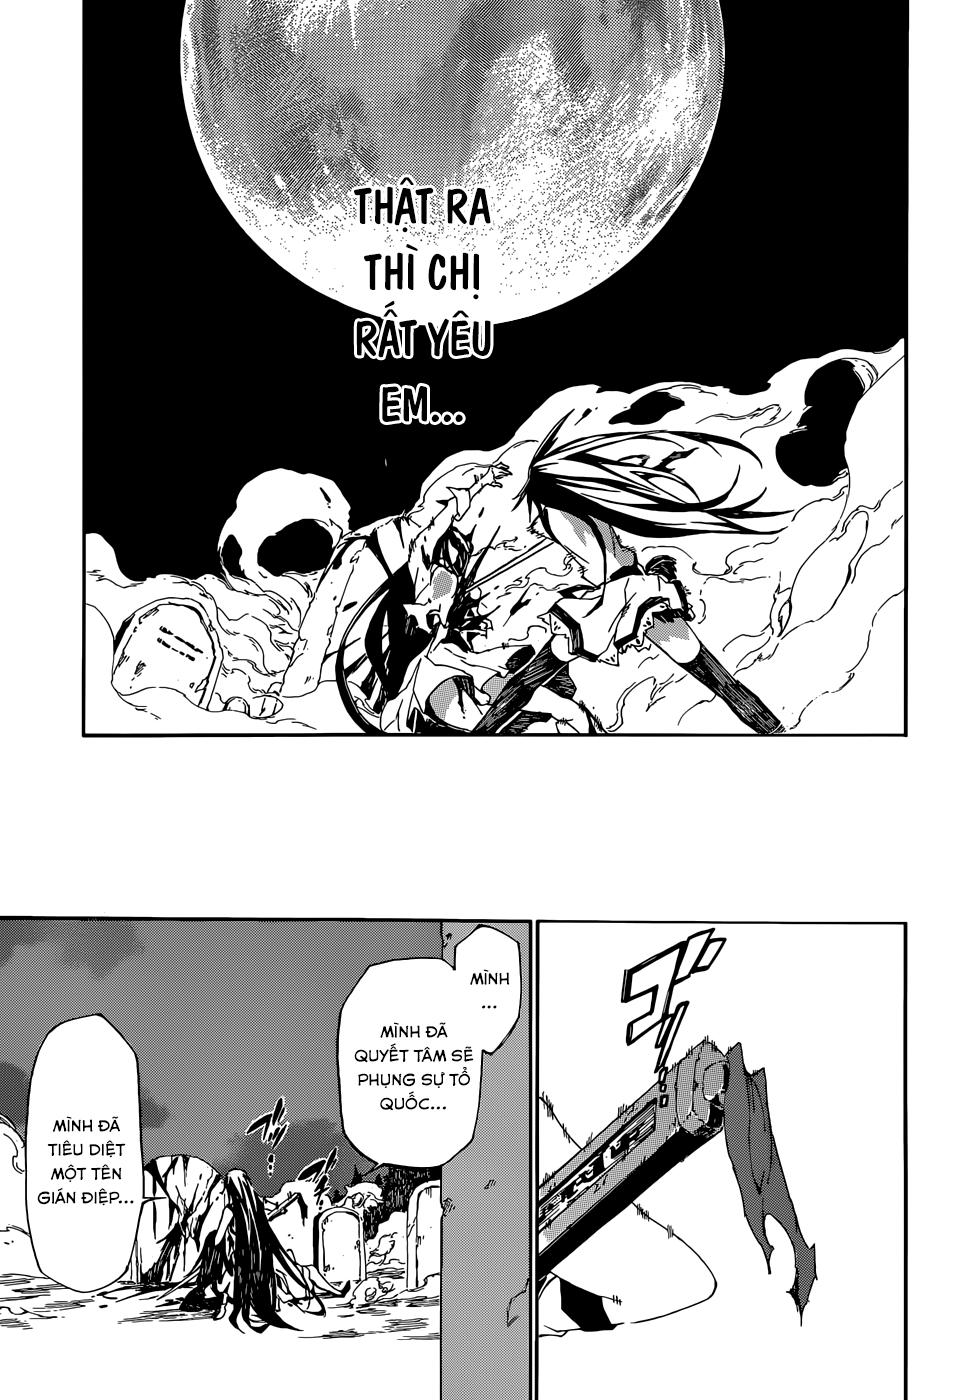 THẬT RA
THÌ CHỊ
RẤT YÊU
EM...
ゴ
MÌNH
...
MÌNH ĐÃ
QUYẾT TÂM SẼ
PHỤNG SỰ TỔ
QUỐC...
MÌNH ĐÃ
TIÊU DIỆT
MỘT TÊN
GIÁN ĐIỆP...